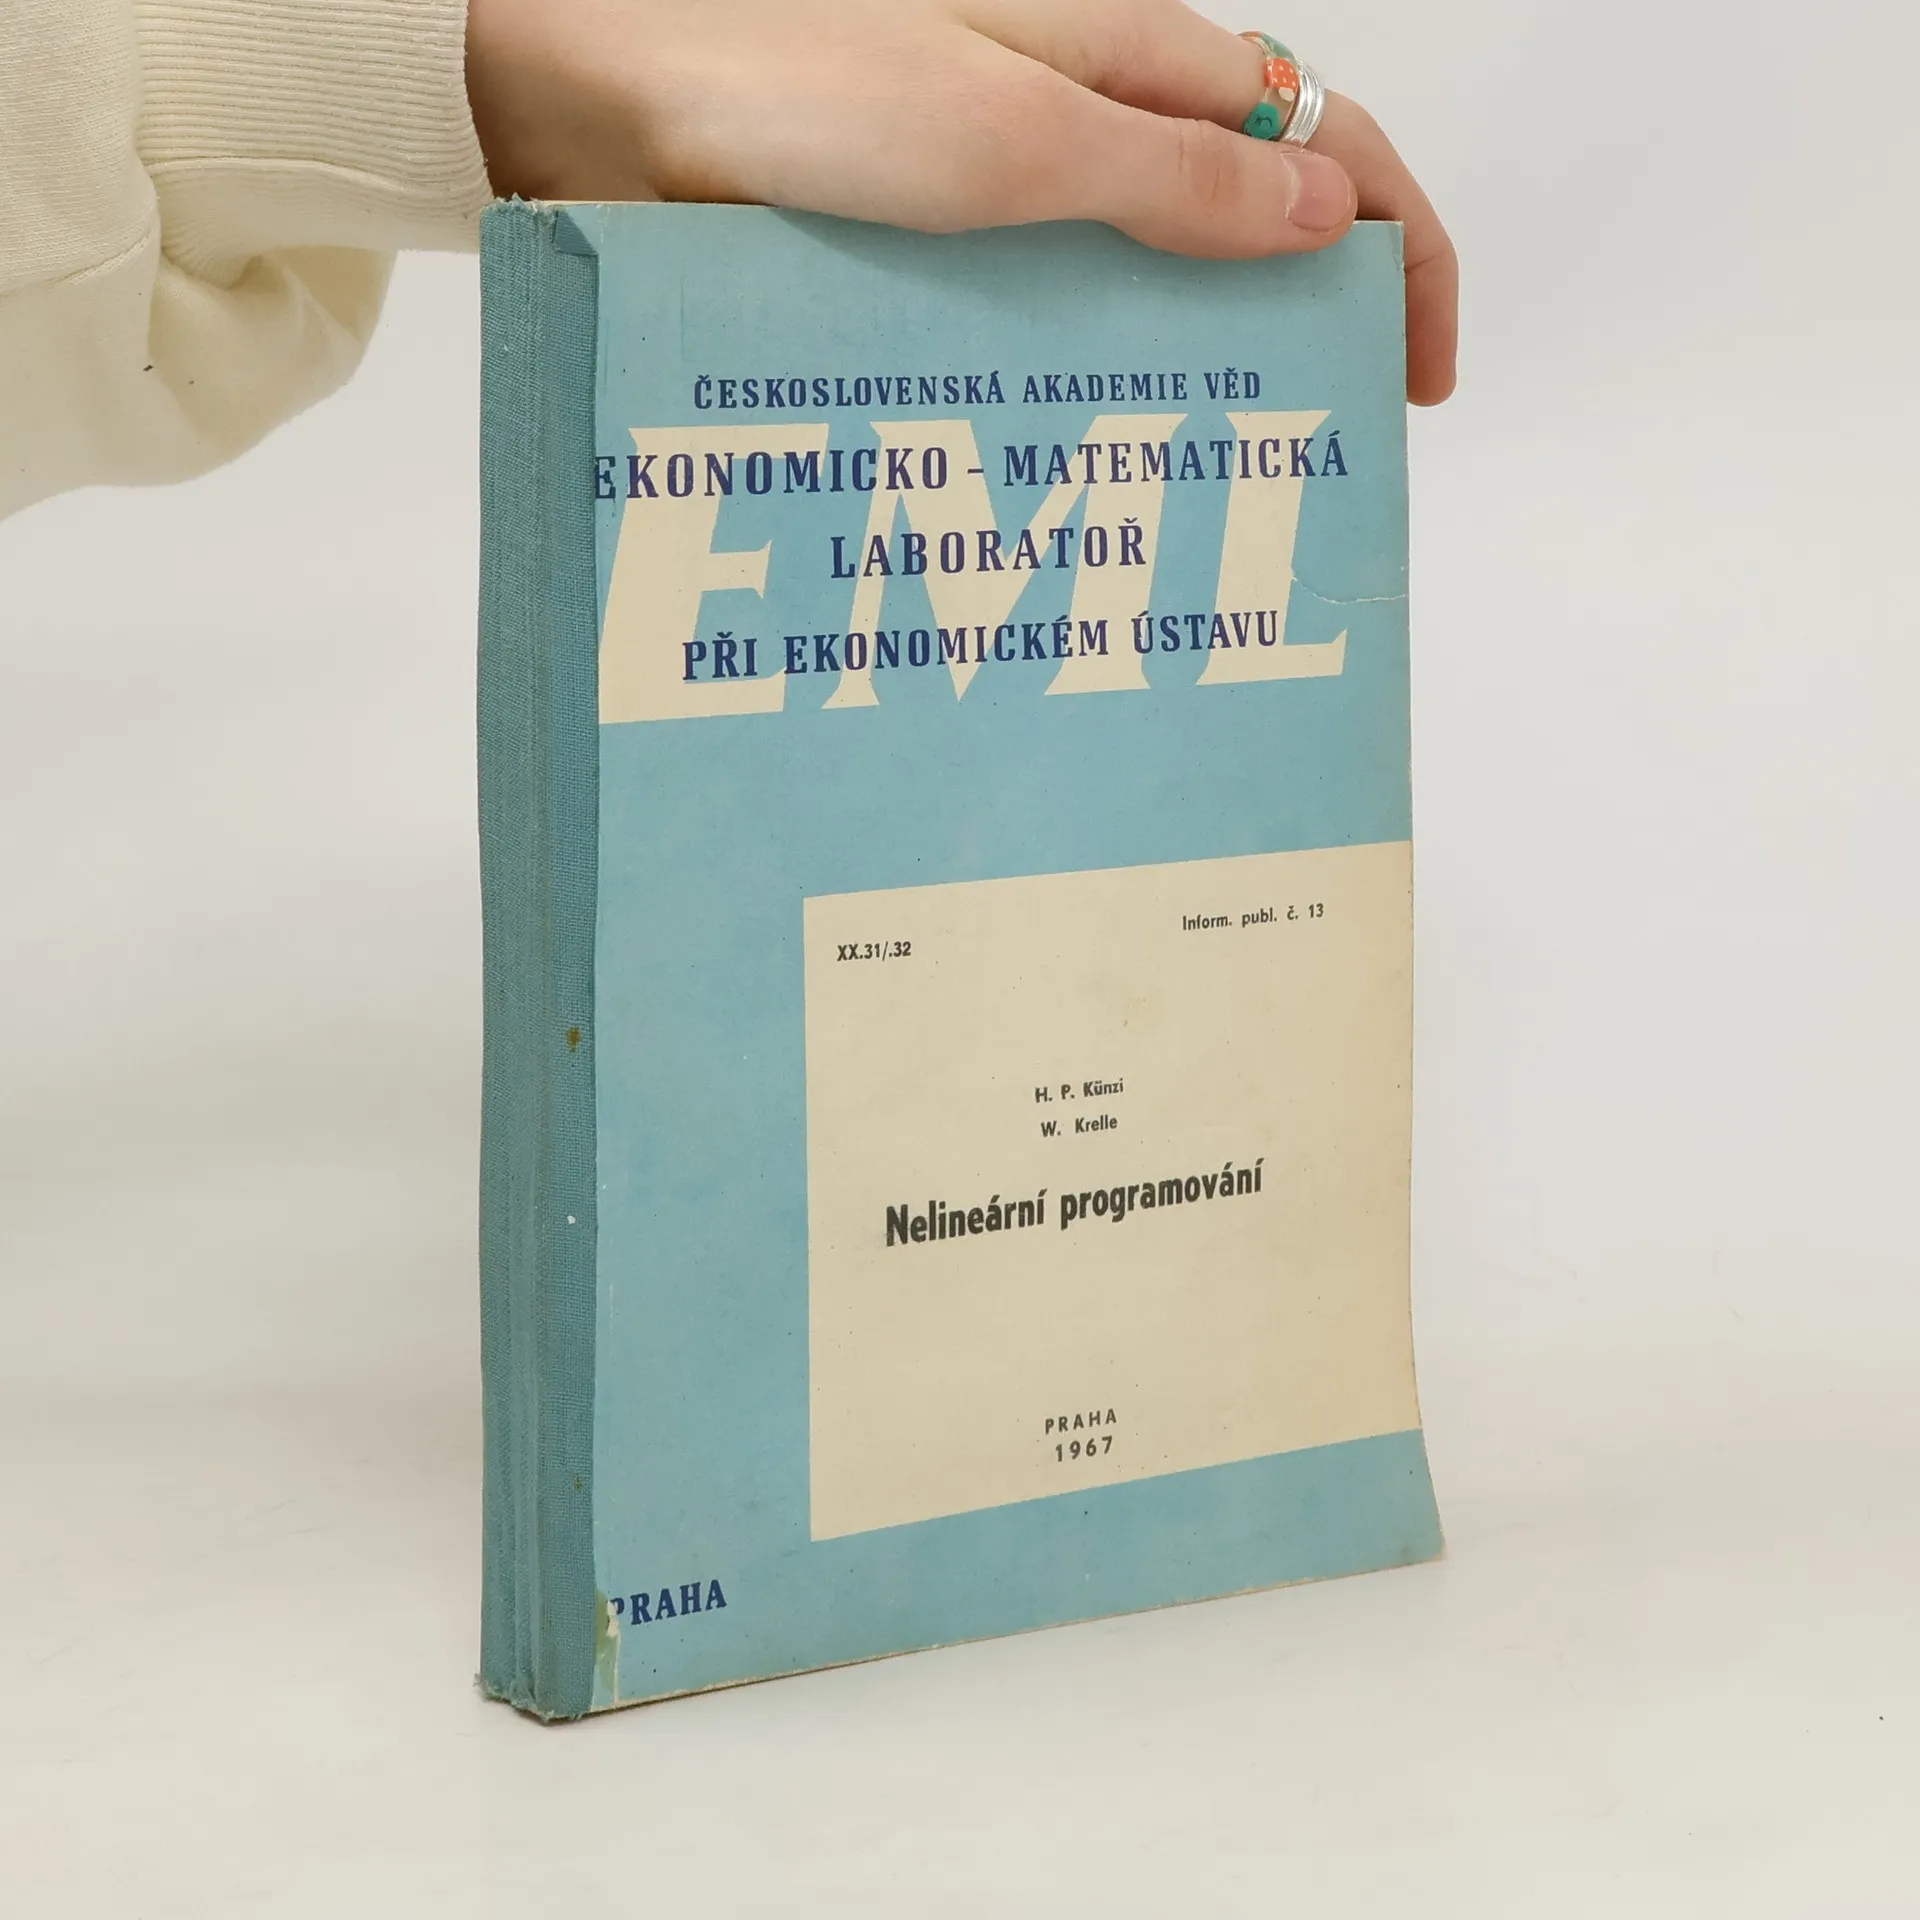 ČESKOSLOVENSKÁ AKADEMIE VĚD
EKONOMICKO - MATEMATICKÁ
LABORATOŘ
PŘI EKONOMICKÉM ÚSTAVU
EML
Inform. publ. č. 13
XX.31/.32
H. P. Künzi
W. Krelle
Nelineární programování
PRAHA
1967
PRAHA